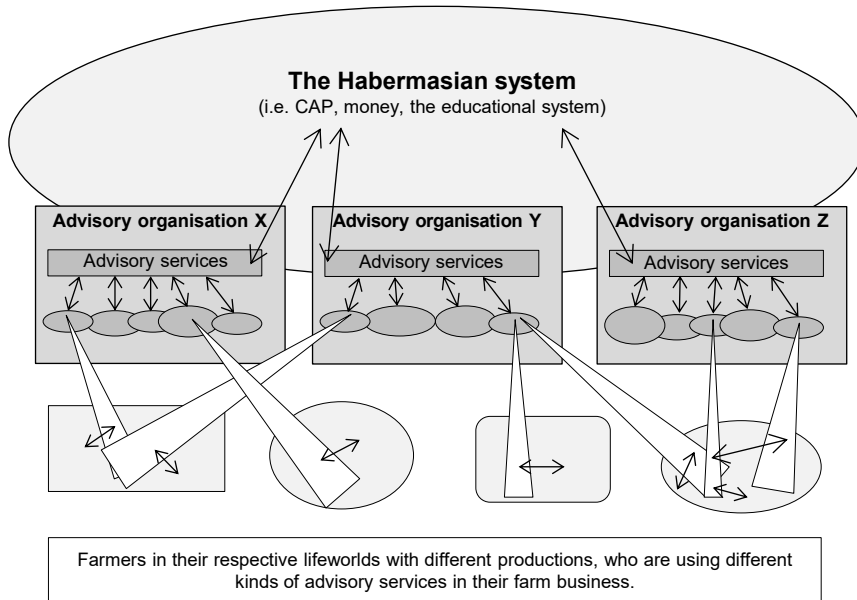 The Habermasian system
(i.e. CAP, money, the educational system)
Advisory organisation X
Advisory organisation Y
Advisory organisation Z
Advisory services
Advisory services
Advisory services
Farmers in their respective lifeworlds with different productions, who are using different
kinds of advisory services in their farm business.